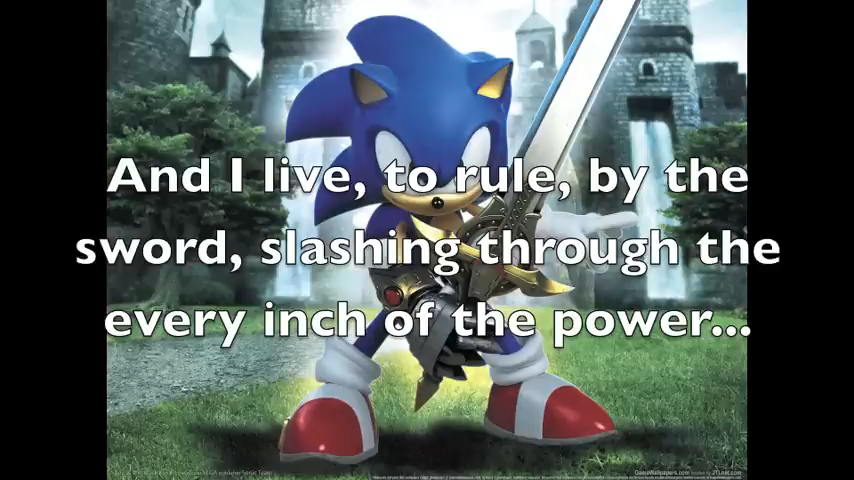 And I live, to rule, by the
sword, slashing through the
every inch of the power...